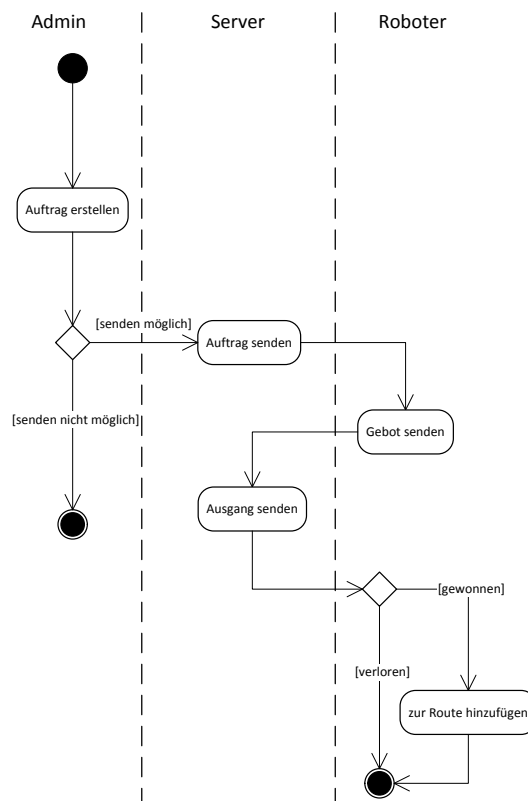 Admin
Server
Roboter
Auftrag erstellen
[senden möglich]
Auftrag senden
[senden nicht möglich]
Gebot senden
Ausgang senden
[gewonnen]
[verloren]
zur Route hinzufügen